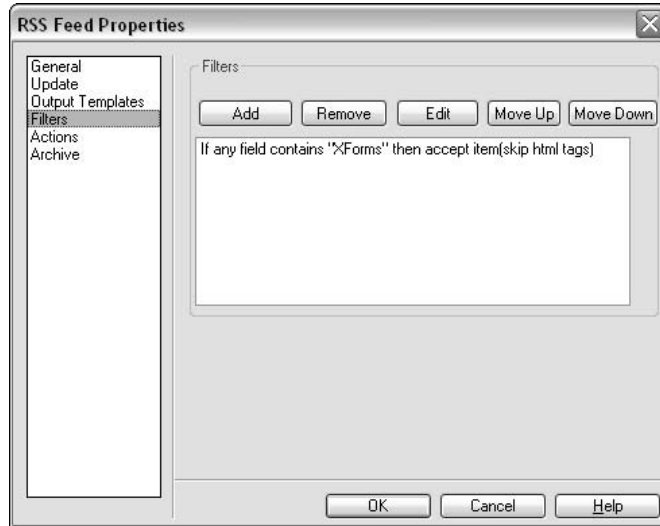 RSS Feed Properties
General
Update
Output Templates
Filters
Actions
Archive
Filters
Add Remove Edit Move Up Move Down
If any field contains "XForms" then accept item(skip html tags)
OK Cancel Help